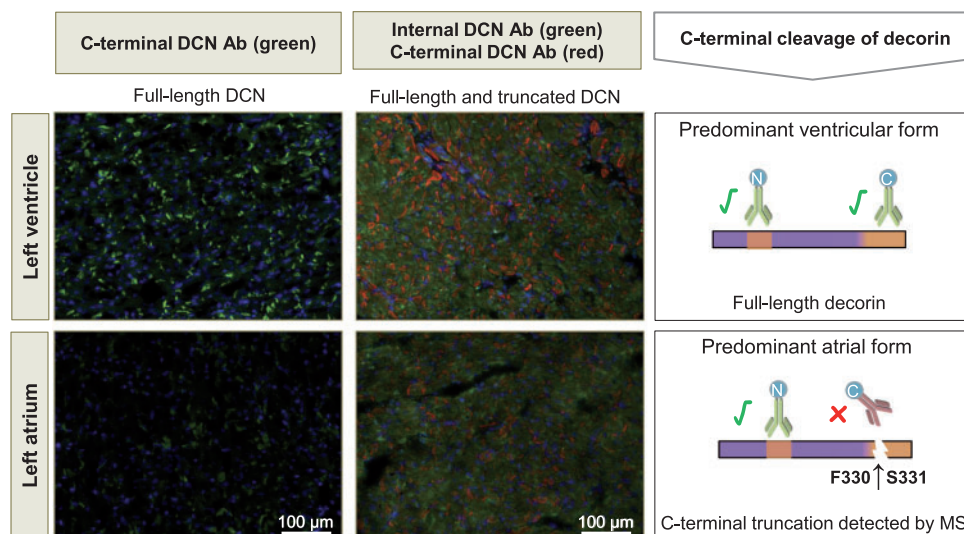 C-terminal DCN Ab (green)
Internal DCN Ab (green)
C-terminal DCN Ab (red)
C-terminal cleavage of decorin
Full-length DCN
Full and truncated DCN
Left ventricle
Predominant ventricular form
N
C
√
√
Full-length decorin
Left atrium
100 µm
100 µm
Predominant atrial form
N
C
√
×
F330 ↑ S331
C-terminal truncation detected by MS